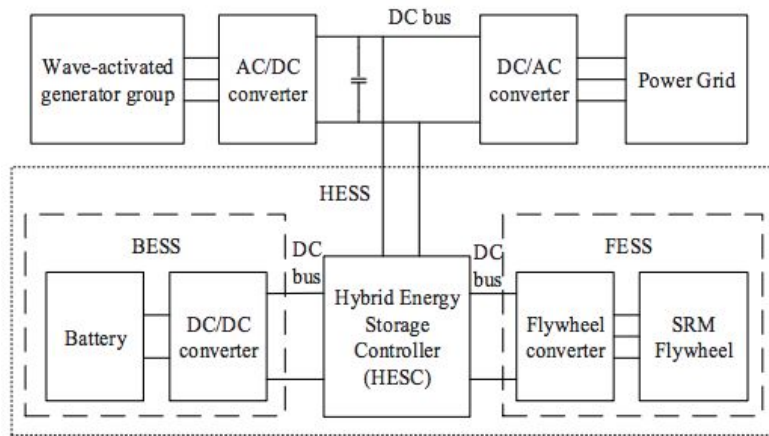 DC bus
Wave-activated
generator group
AC/DC
converter
DC/AC
converter
Power Grid
HESS
BESS
FESS
DC
bus
DC
bus
Battery
DC/DC
converter
Hybrid Energy
Storage
Controller
(HESC)
Flywheel
converter
SRM
Flywheel